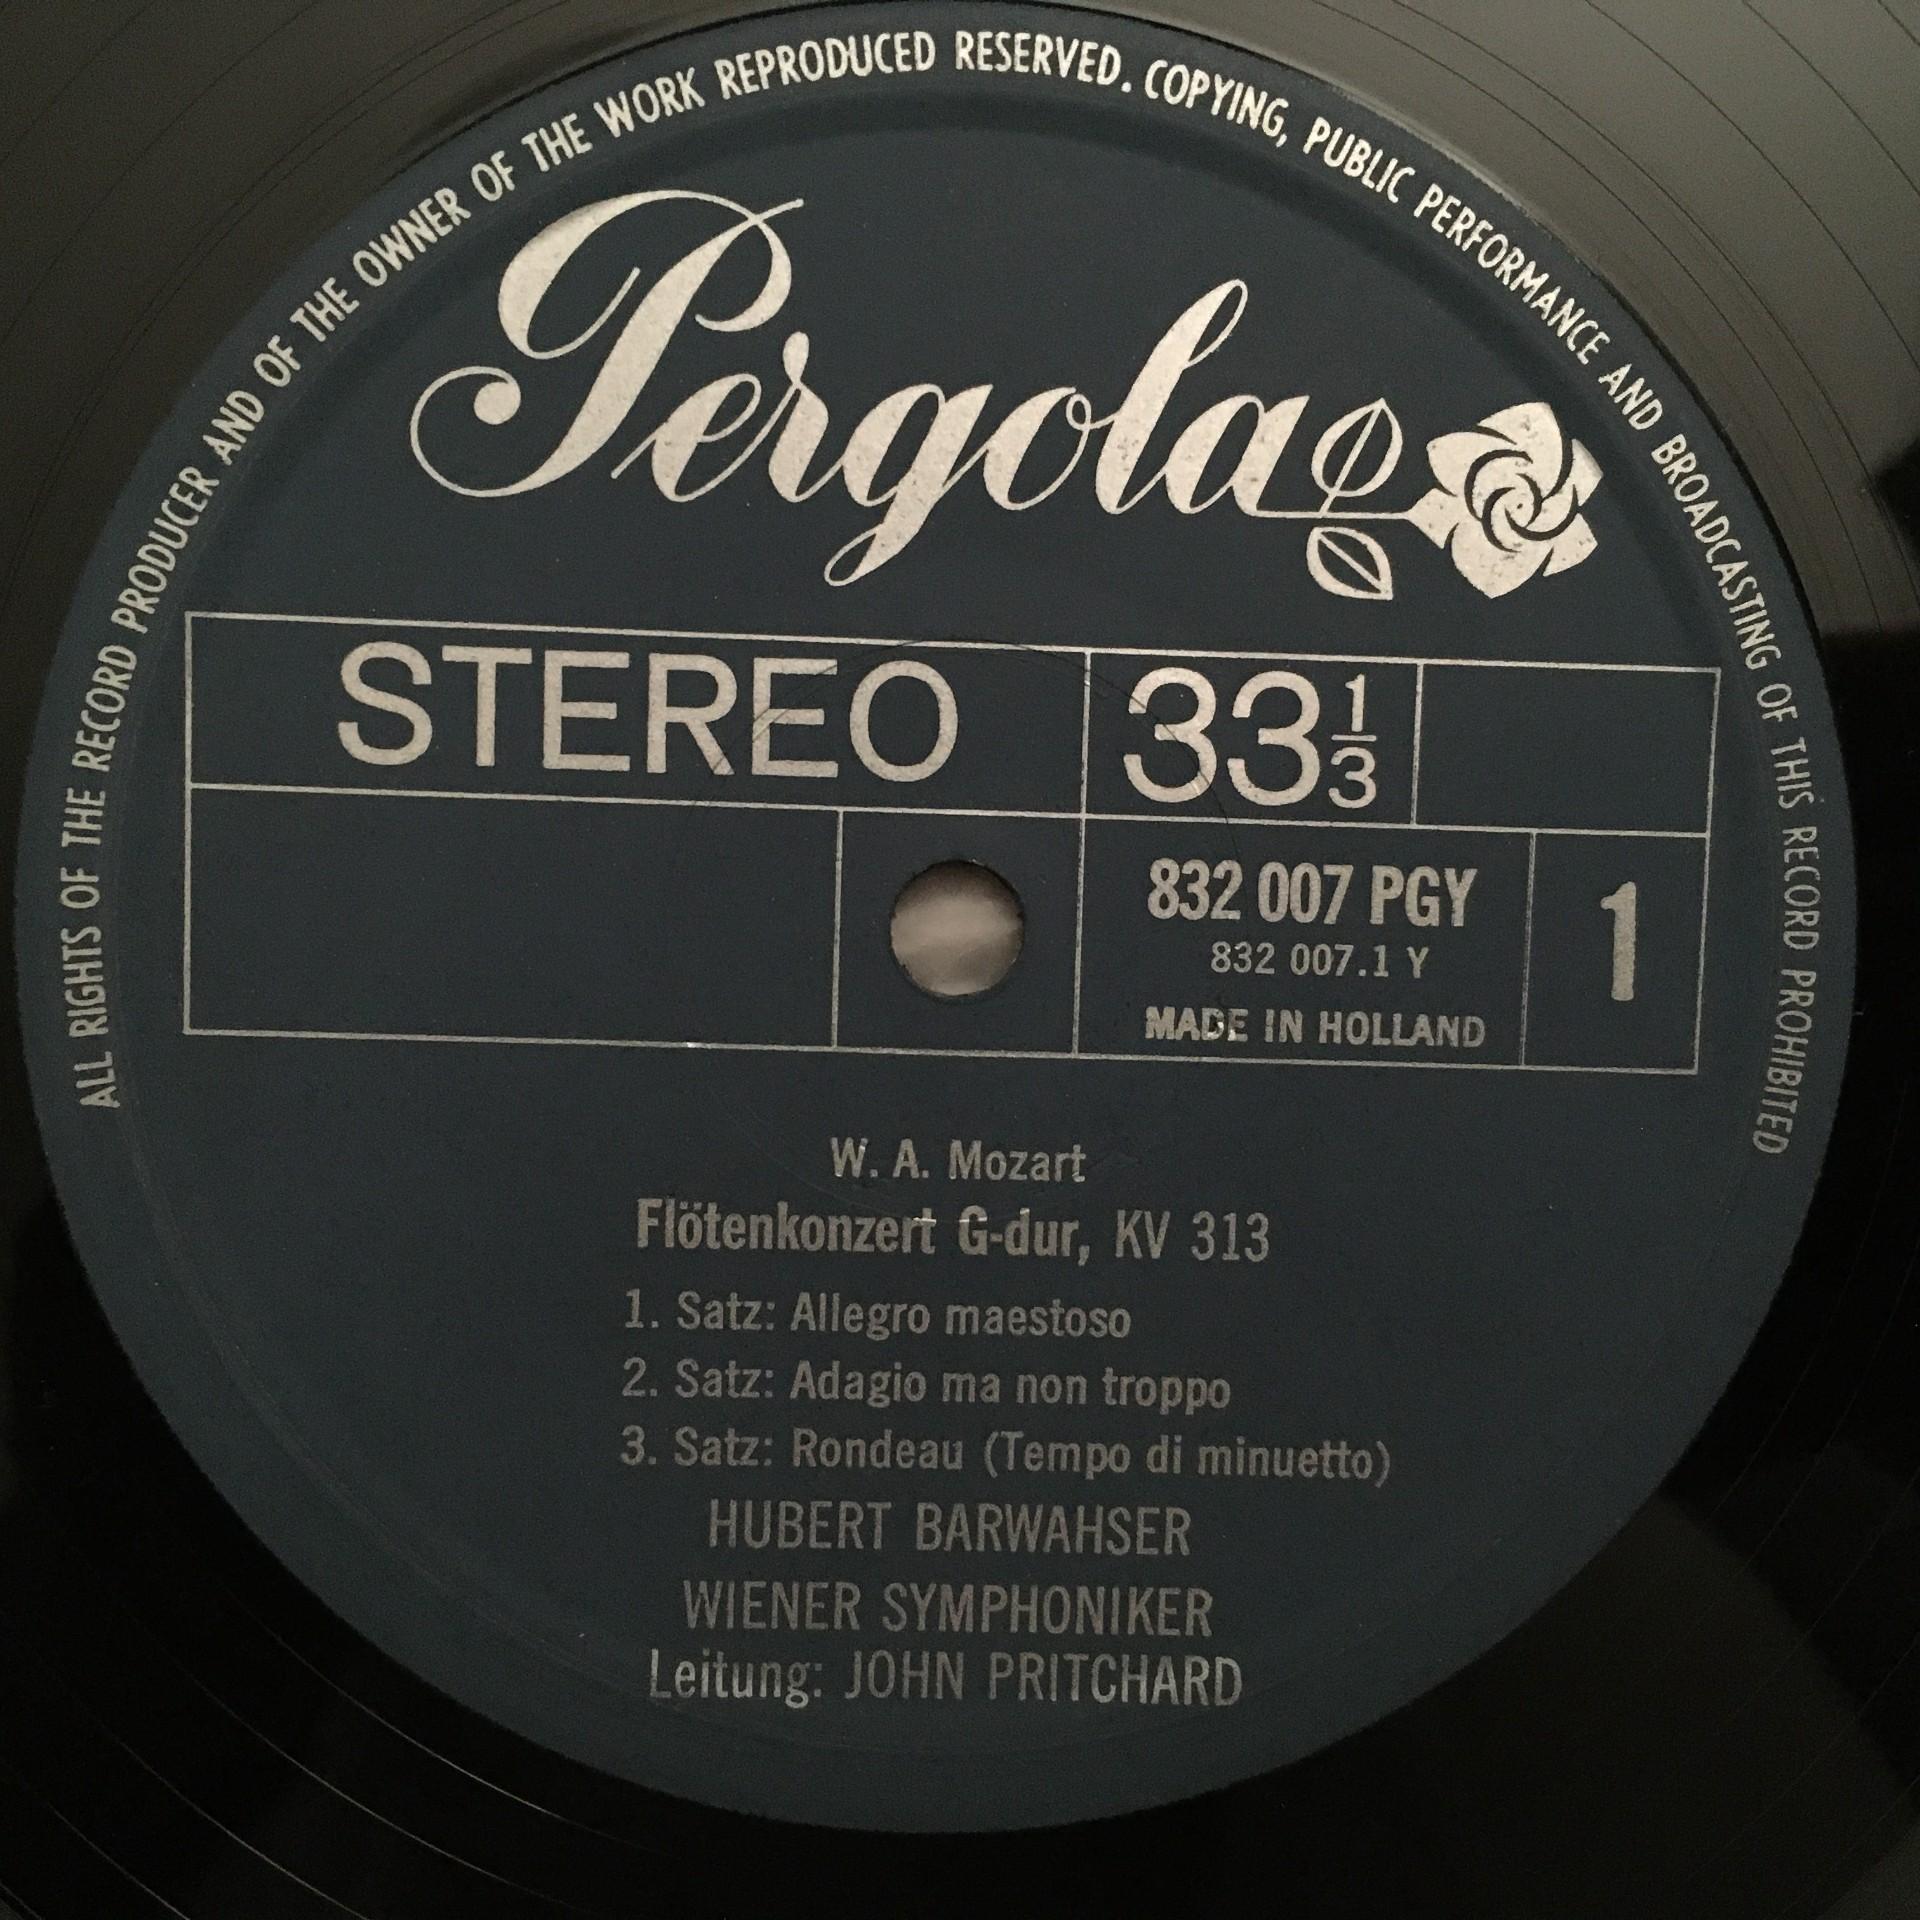 ALL RIGHTS OF THE RECORD PRODUCER AND OF THE OWNER OF THE WORK REPRODUCED RESERVED. COPYING, PUBLIC PERFORMANCE AND BROADCASTING OF THIS RECORD PROHIBITED
Pergola
STEREO 33 1/3
832 007 PGY 1
832 007.1 Y
MADE IN HOLLAND
W. A. Mozart
Flötenkonzert G-dur, KV 313
1. Satz: Allegro maestoso
2. Satz: Adagio ma non troppo
3. Satz: Rondeau (Tempo di minuetto)
HUBERT BARWAHSER
WIENER SYMPHONIKER
Leitung: JOHN PRITCHARD